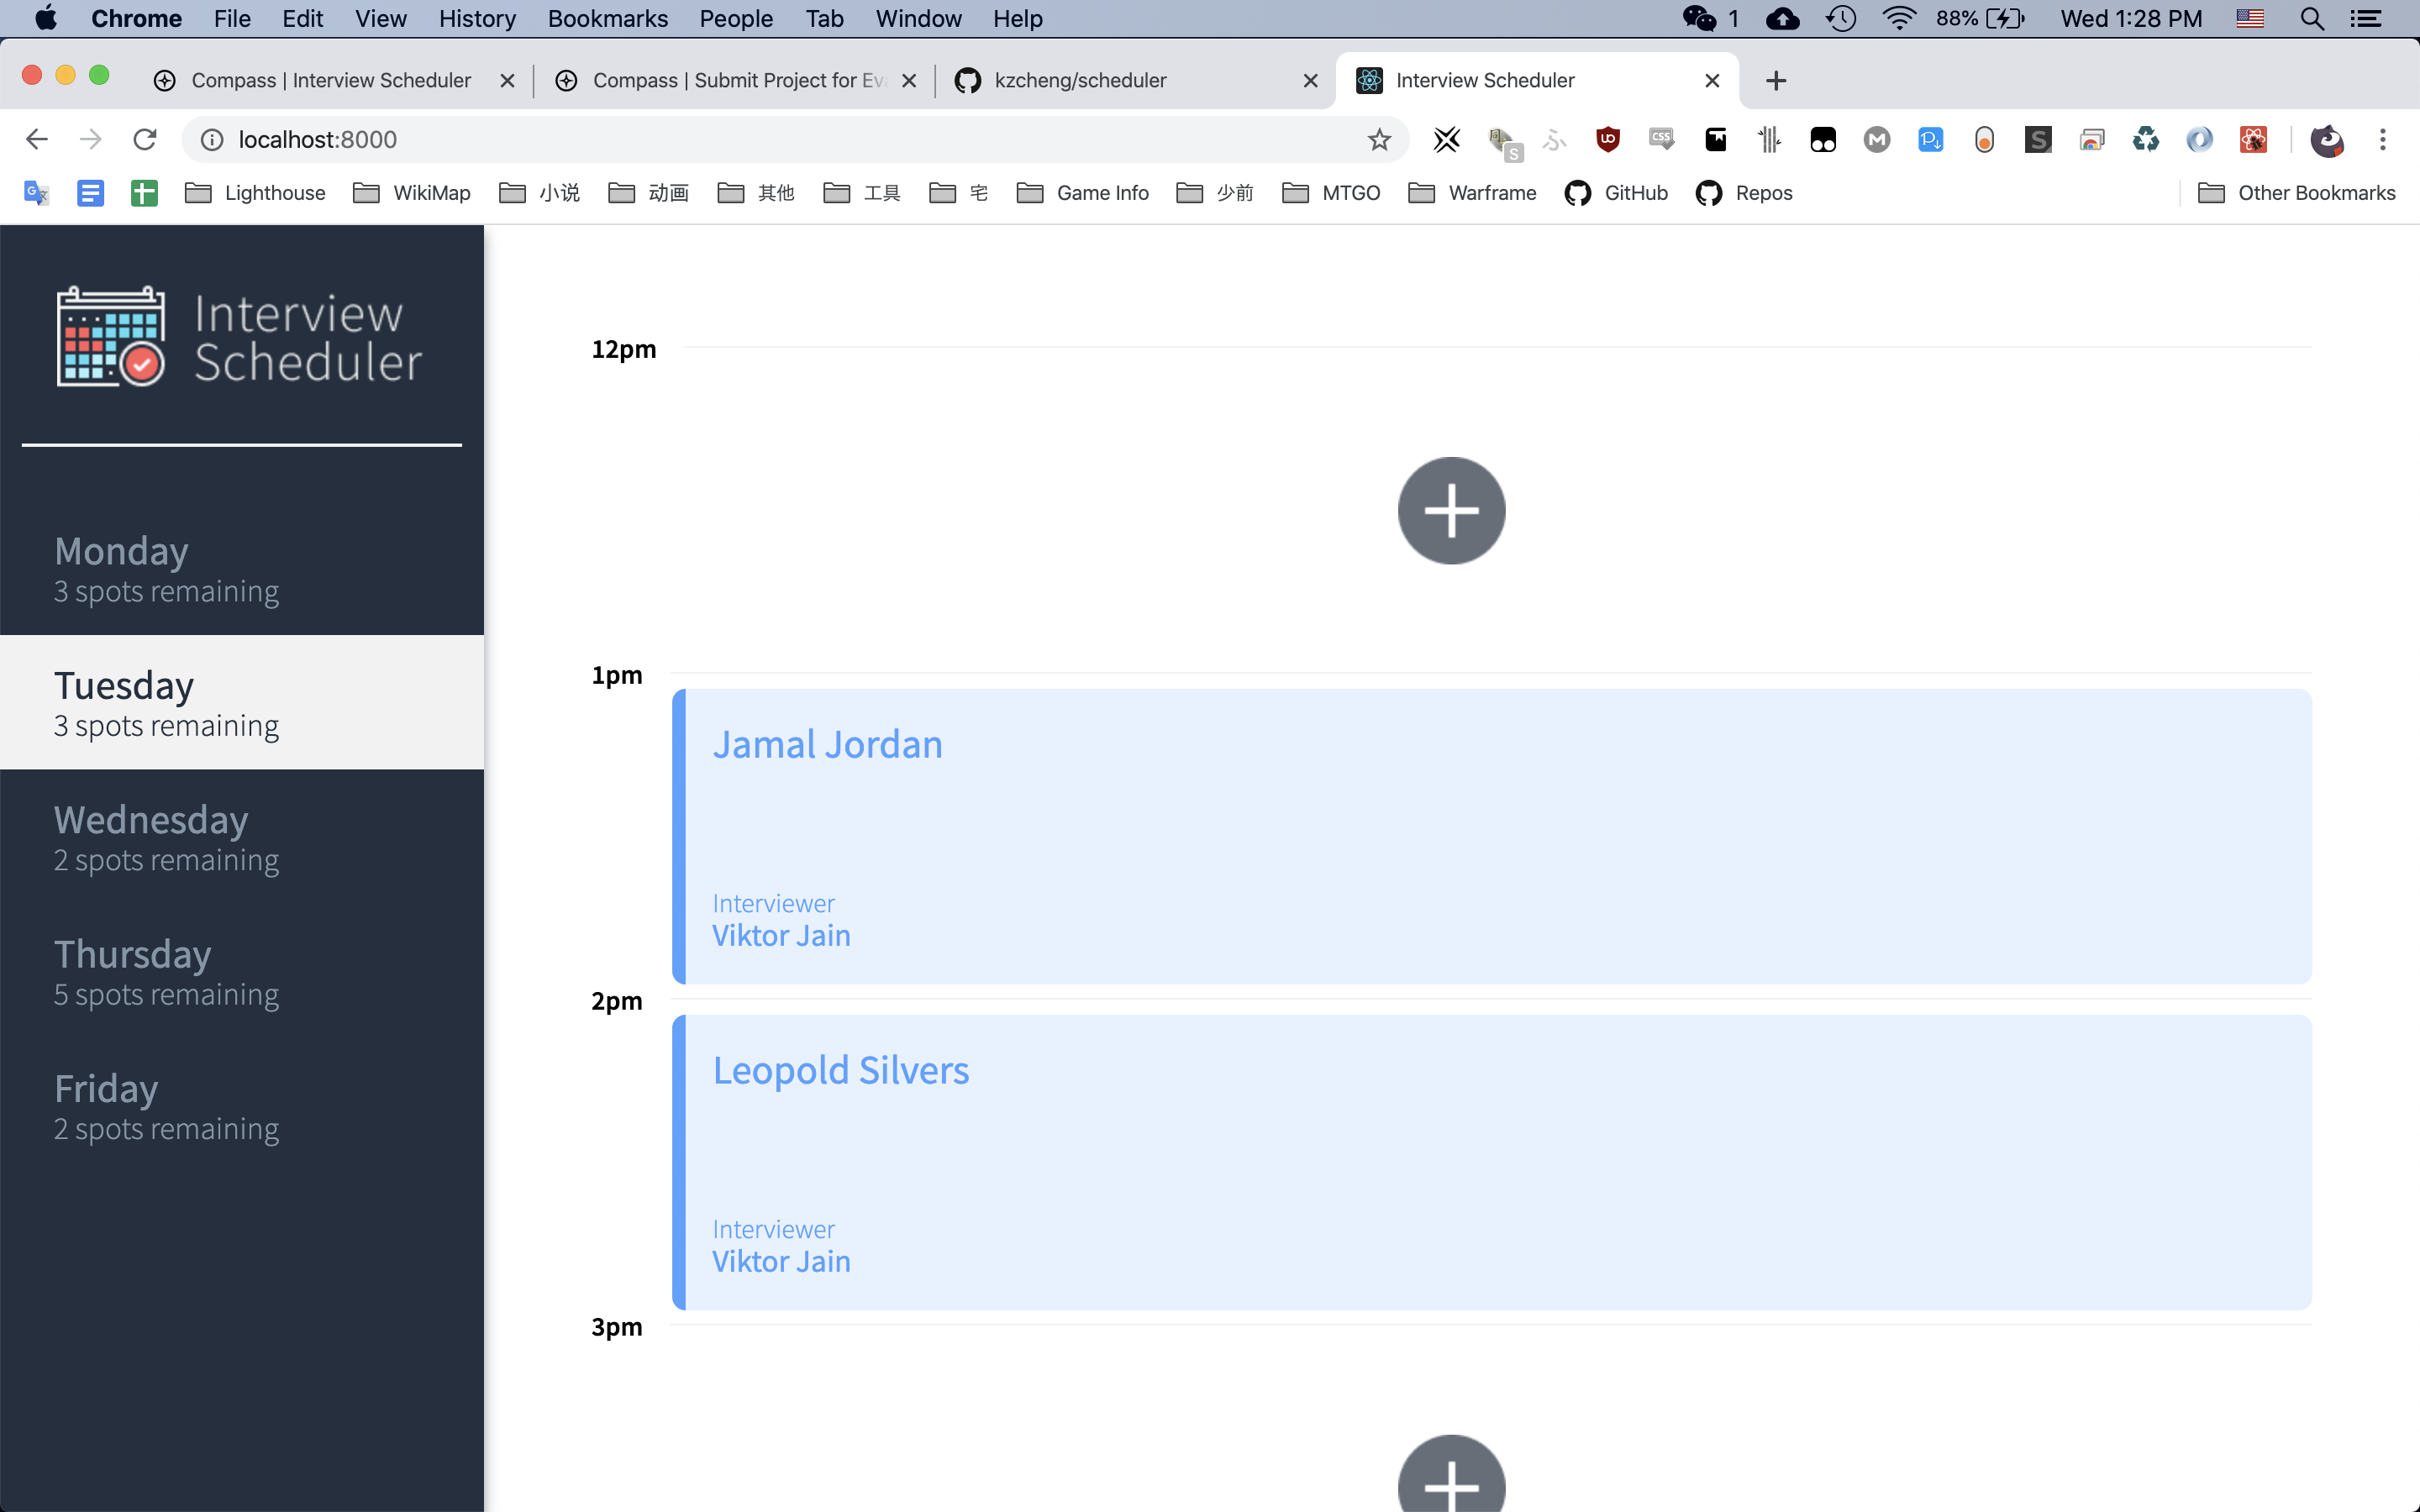 Chrome File Edit View History Bookmarks People Tab Window Help 1 88% Wed 1:28 PM
Compass | Interview Scheduler Compass | Submit Project for Ev kzcheng/scheduler Interview Scheduler
localhost:8000
Lighthouse WikiMap 小说 动画 其他 工具 宅 Game Info 少前 MTGO Warframe GitHub Repos Other Bookmarks
Interview
Scheduler
Monday
3 spots remaining
Tuesday
3 spots remaining
Wednesday
2 spots remaining
Thursday
5 spots remaining
Friday
2 spots remaining
12pm
1pm
Jamal Jordan
Interviewer
Viktor Jain
2pm
Leopold Silvers
Interviewer
Viktor Jain
3pm